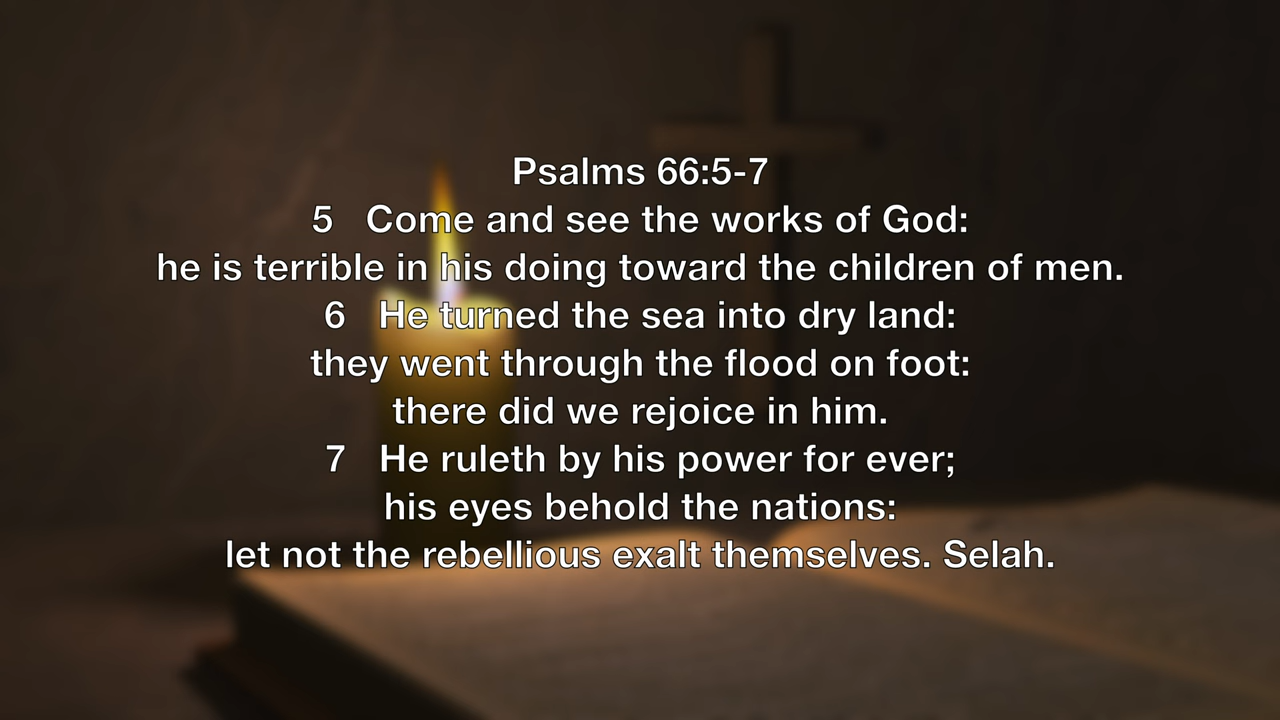 Psalms 66:5-7
5 Come and see the works of God:
he is terrible in his doing toward the children of men.
6 He turned the sea into dry land:
they went through the flood on foot:
there did we rejoice in him.
7 He ruleth by his power for ever;
his eyes behold the nations:
let not the rebellious exalt themselves. Selah.